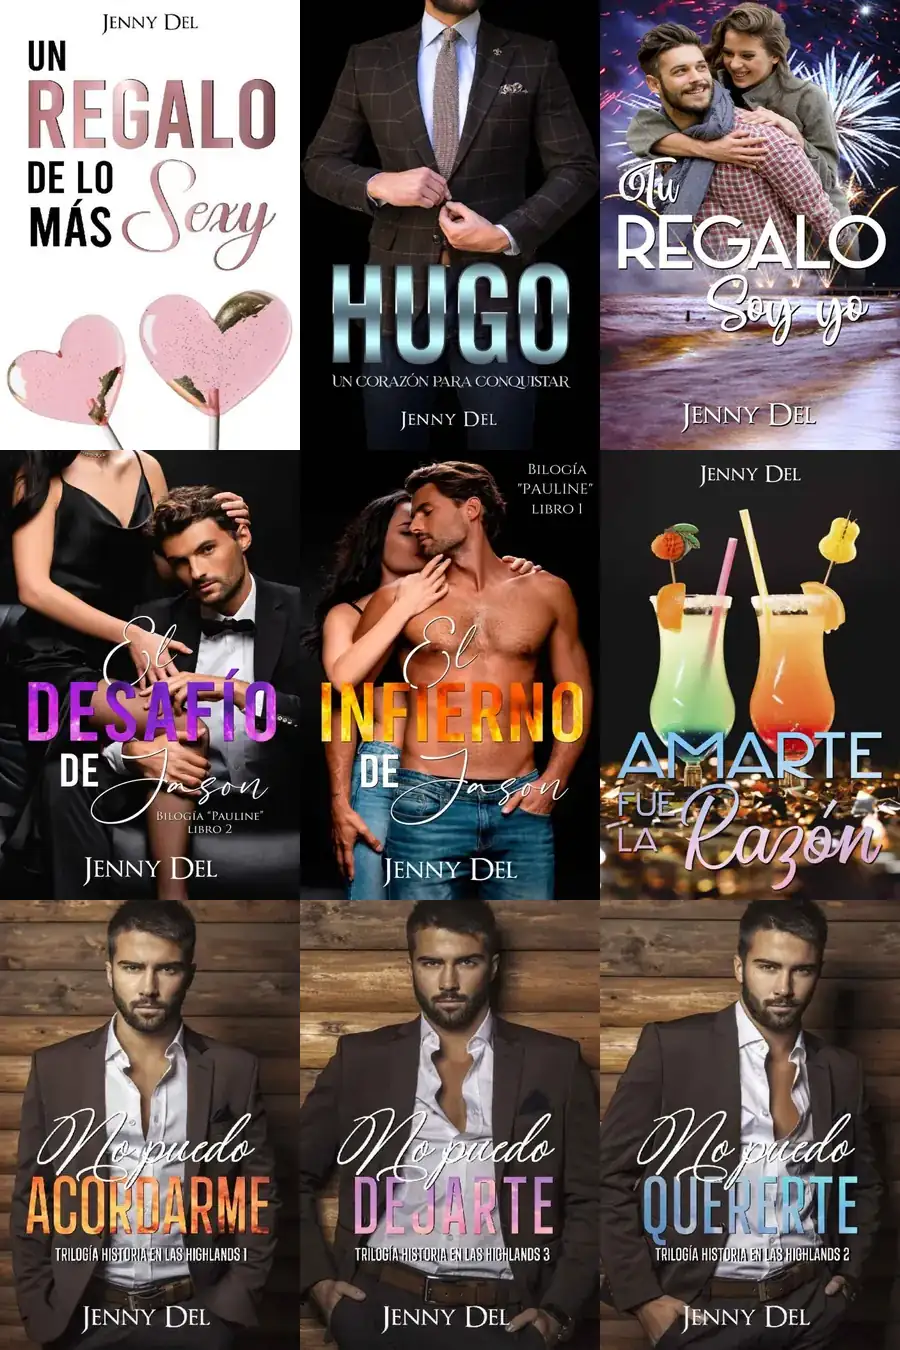 JENNY DEL
UN
REGALO
DE LO
MÁS Sexy
HUGO
UN CORAZÓN PARA CONQUISTAR
JENNY DEL
Tu
REGALO
Soy yo
JENNY DEL
El
DESAFÍO
DE Jason
BILOGÍA "PAULINE"
LIBRO 2
JENNY DEL
BILOGÍA
"PAULINE"
LIBRO 1
El
INFIERNO
DE Jason
JENNY DEL
JENNY DEL
AMARTE
FUE
LA Razón
No puedo
ACORDARME
TRILOGÍA HISTORIA EN LAS HIGHLANDS 1
JENNY DEL
No puedo
DEJARTE
TRILOGÍA HISTORIA EN LAS HIGHLANDS 3
JENNY DEL
No puedo
QUERERTE
TRILOGÍA HISTORIA EN LAS HIGHLANDS 2
JENNY DEL